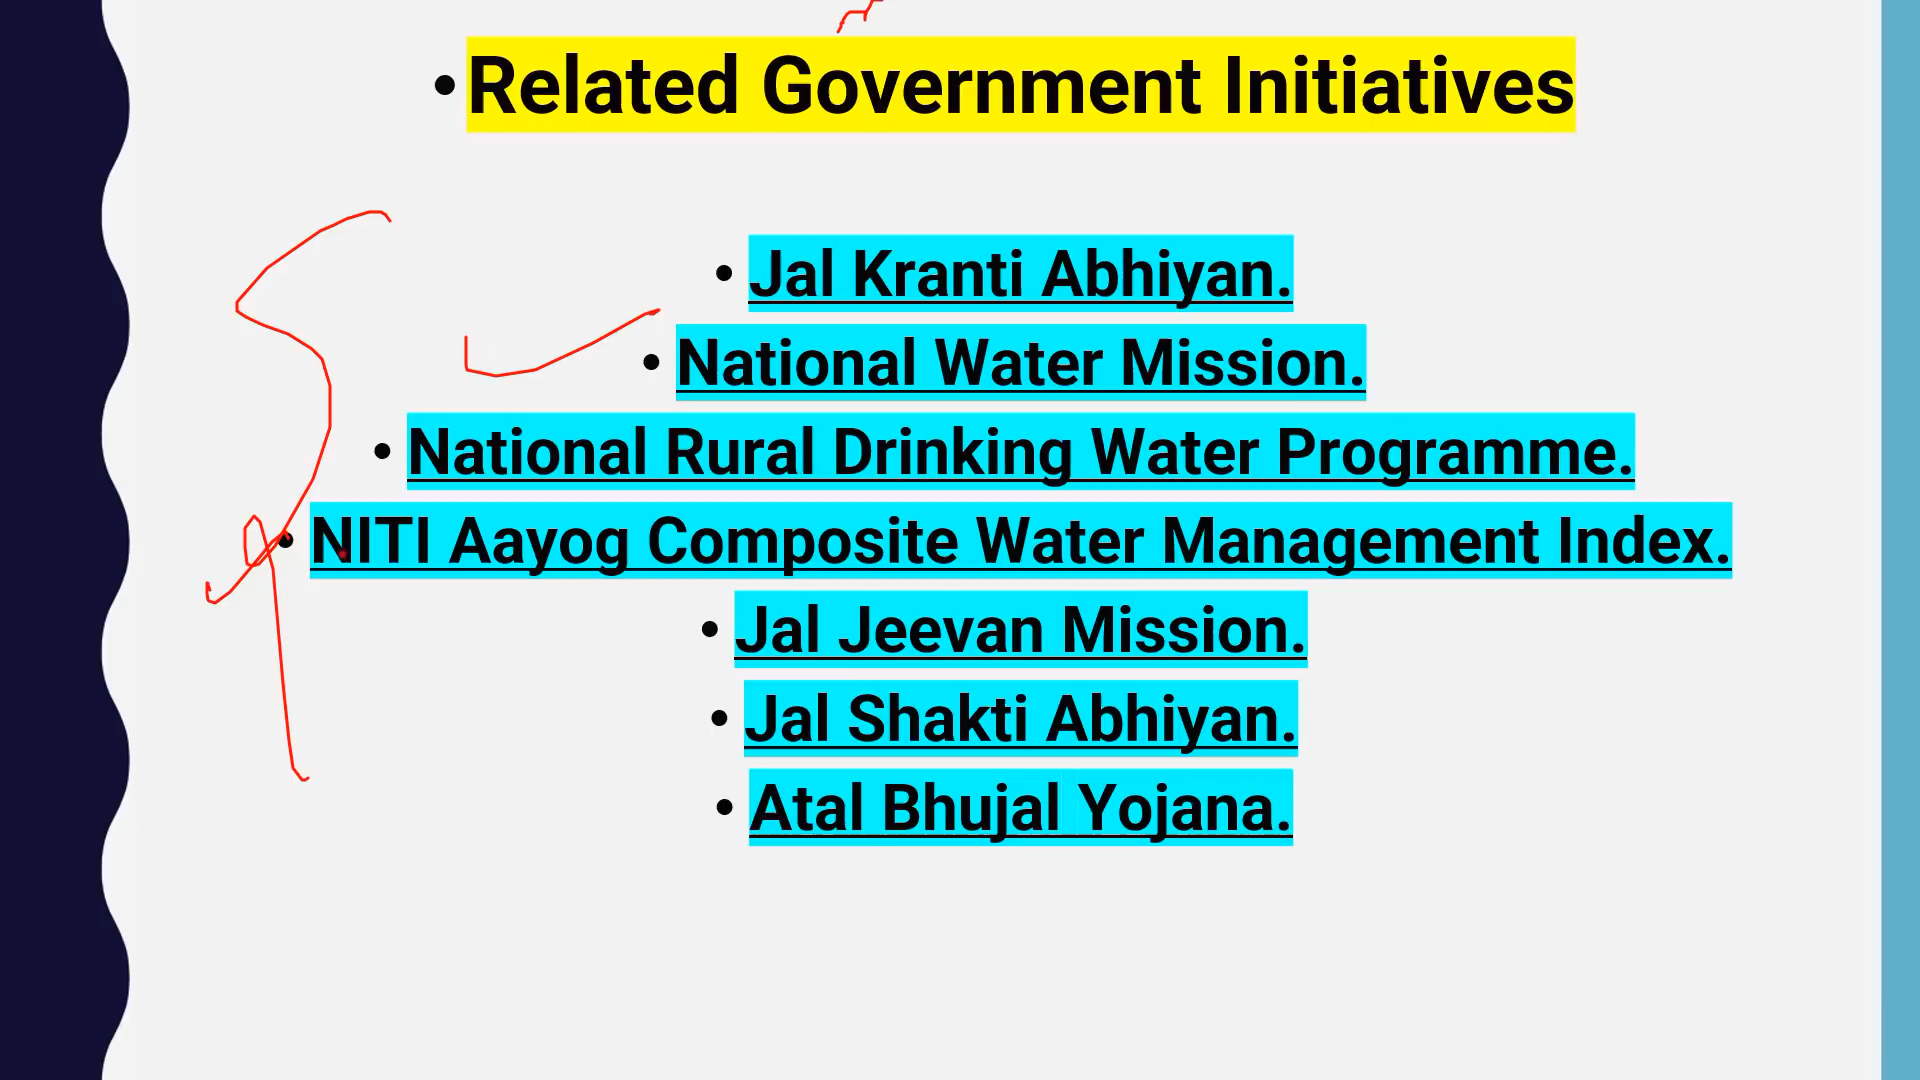 • Related Government Initiatives
• Jal Kranti Abhiyan.
• National Water Mission.
• National Rural Drinking Water Programme.
• NITI Aayog Composite Water Management Index.
• Jal Jeevan Mission.
• Jal Shakti Abhiyan.
• Atal Bhujal Yojana.